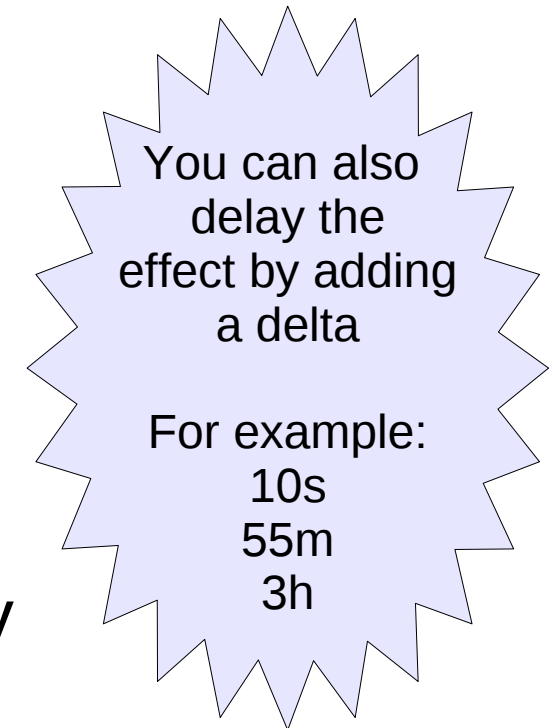 You can also
delay the
effect by adding
a delta
For example:
10s
55m
3h